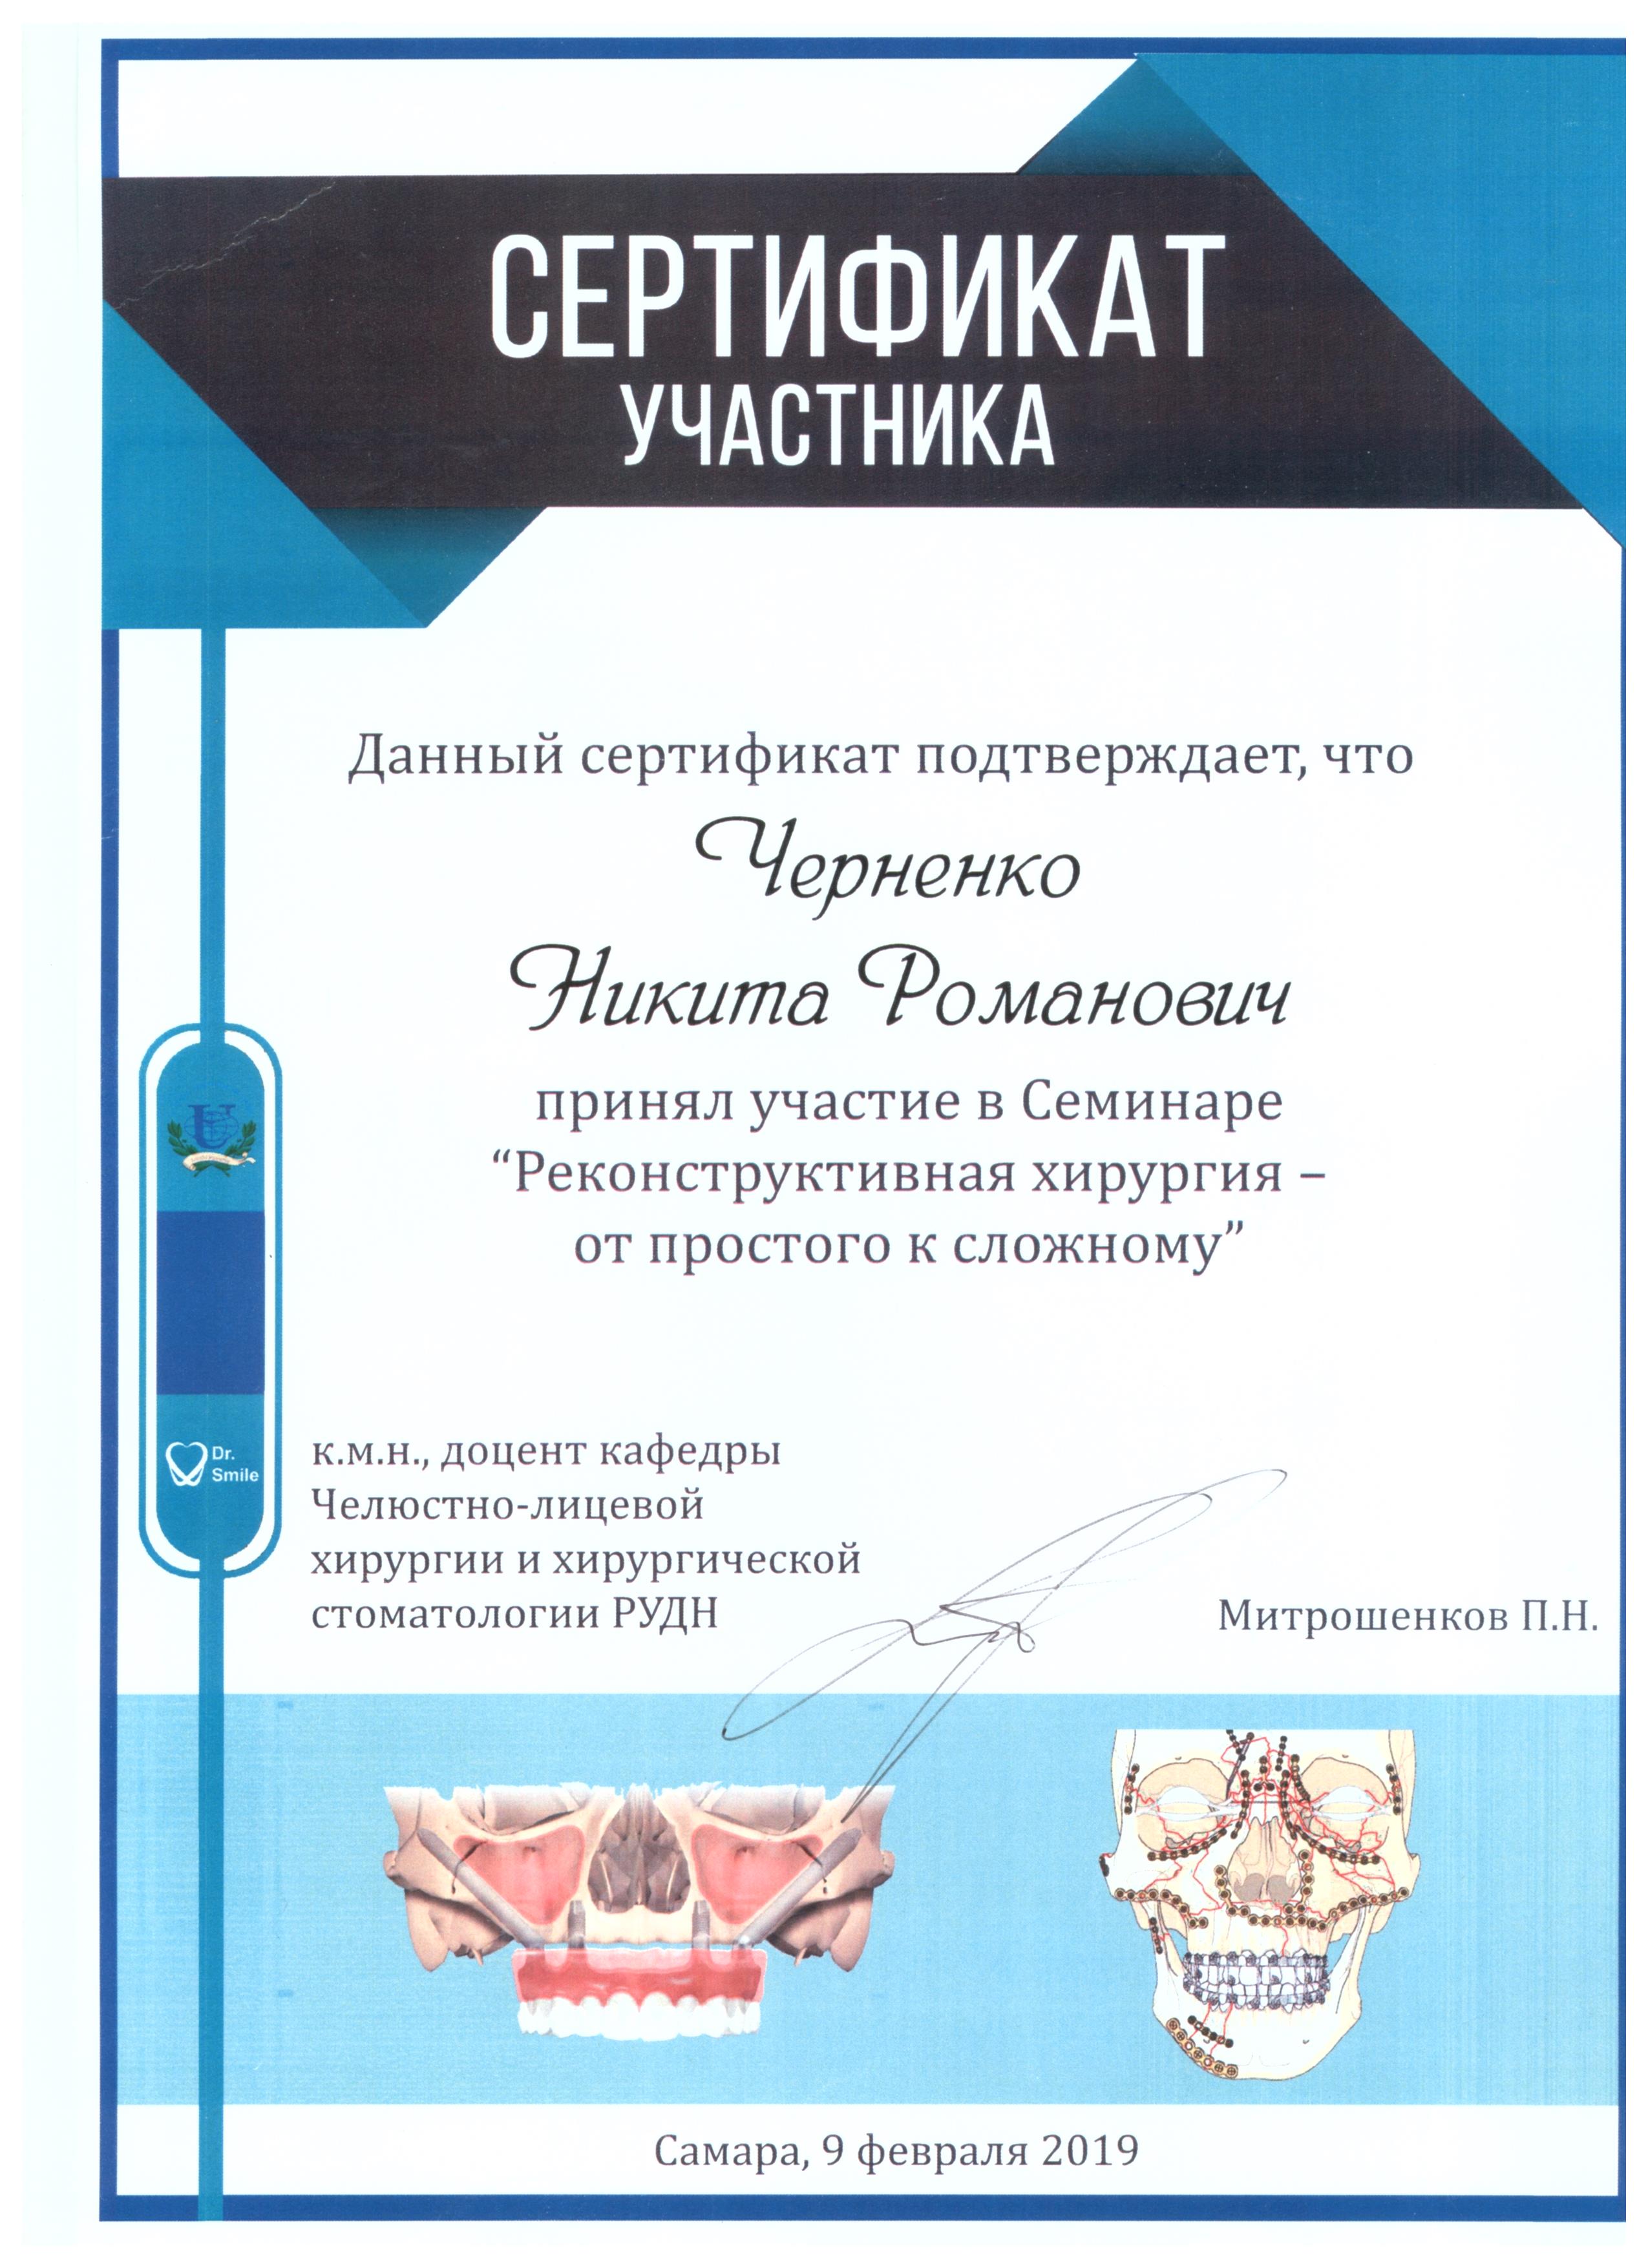 СЕРТИФИКАТ
УЧАСТНИКА
Данный сертификат подтверждает, что
Черненко
Никита Романович
принял участие в Семинаре
“Реконструктивная хирургия –
от простого к сложному”
Dr.
Smile
к.м.н., доцент кафедры
Челюстно-лицевой
хирургии и хирургической
стоматологии РУДН
Митрошенков П.Н.
Самара, 9 февраля 2019